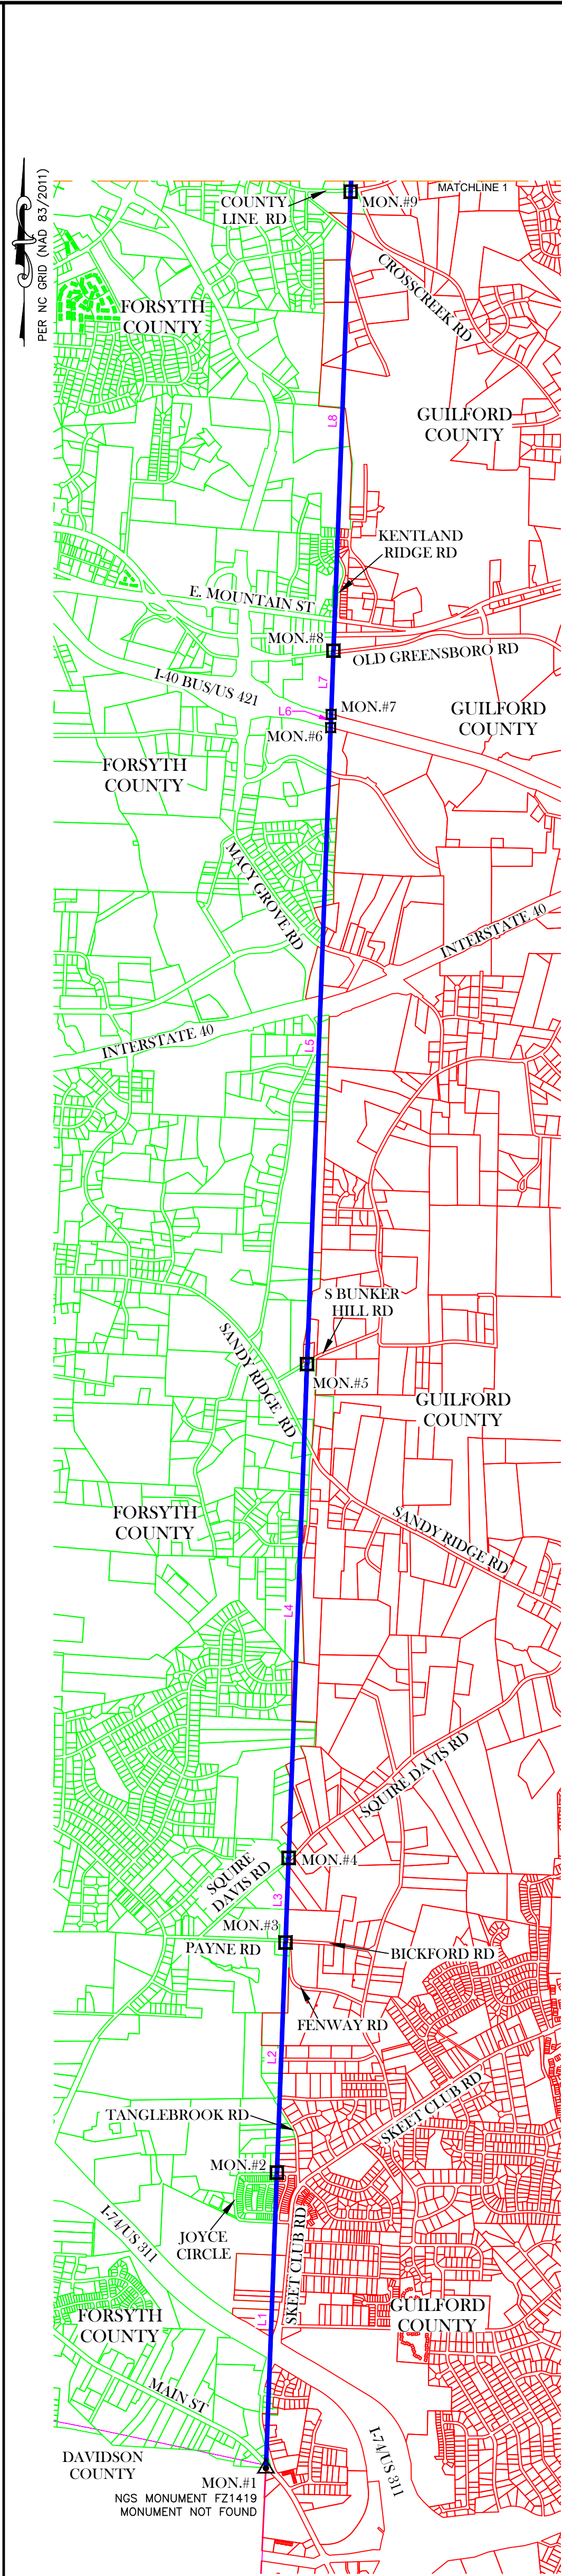 MATCHLINE 1
COUNTY
LINE RD
MON.#9
PER NC GRID (NAD 83/2011)
CROSSCREEK RD
FORSYTH
COUNTY
GUILFORD
COUNTY
L8
KENTLAND
RIDGE RD
E. MOUNTAIN ST
MON.#8
OLD GREENSBORO RD
I-40 BUS/US 421
L7
L6
MON.#7
GUILFORD
COUNTY
MON.#6
FORSYTH
COUNTY
MACY GROVE RD
INTERSTATE 40
INTERSTATE 40
L5
S BUNKER
HILL RD
SANDY RIDGE RD
MON.#5
GUILFORD
COUNTY
FORSYTH
COUNTY
SANDY RIDGE RD
L4
SQUIRE DAVIS RD
SQUIRE
DAVIS RD
MON.#4
L3
MON.#3
PAYNE RD
BICKFORD RD
FENWAY RD
L2
SKEET CLUB RD
TANGLEBROOK RD
MON.#2
I-74/US 311
JOYCE
CIRCLE
SKEET CLUB RD
L1
FORSYTH
COUNTY
GUILFORD
COUNTY
MAIN ST
I-74/US 311
DAVIDSON
COUNTY
MON.#1
NGS MONUMENT FZ1419
MONUMENT NOT FOUND